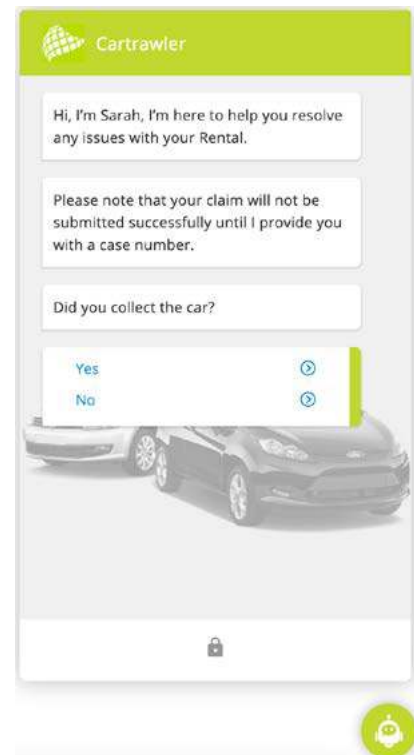 Cartrawler
Hi, I'm Sarah, I'm here to help you resolve
any issues with your Rental.
Please note that your claim will not be
submitted successfully until I provide you
with a case number.
Did you collect the car?
Yes
No